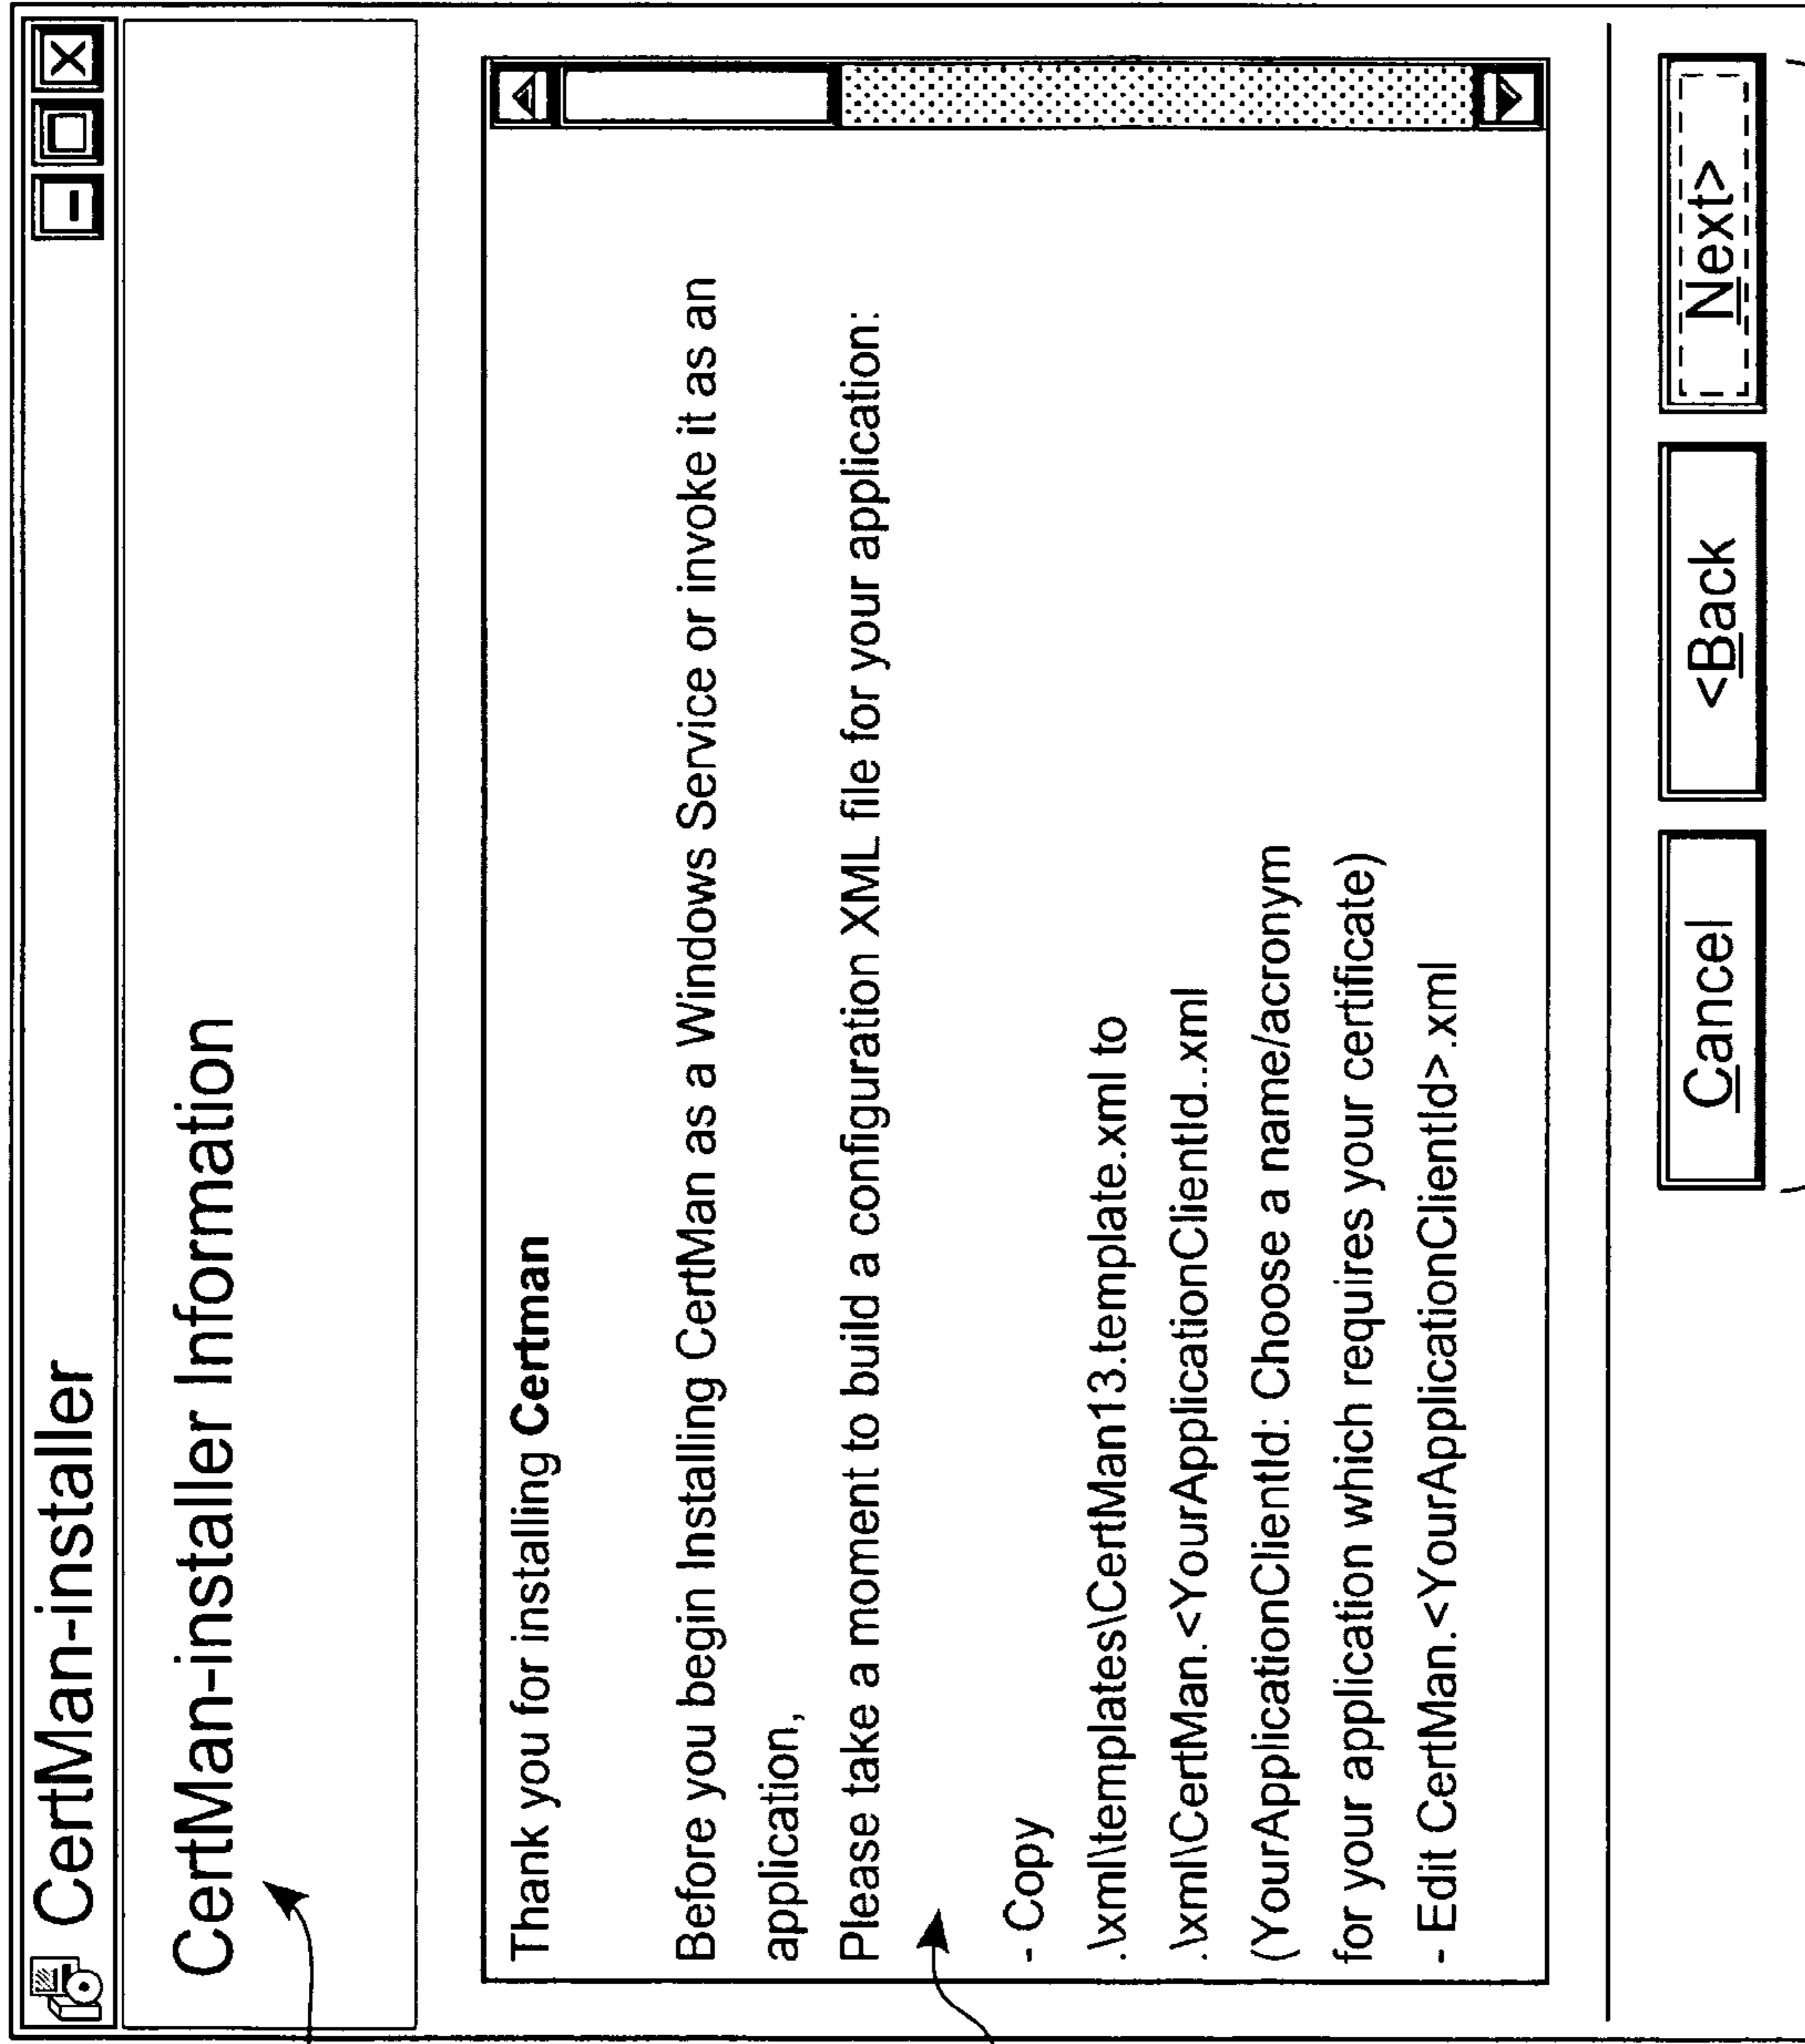 CertMan-installer
CertMan-installer Information
Thank you for installing Certman
Before you begin Installing CertMan as a Windows Service or invoke it as an
application,
Please take a moment to build a configuration XML file for your application:
- Copy
.\xml\templates\CertMan13.template.xml to
.\xml\CertMan.<YourApplicationClientId..xml
(YourApplicationClientId: Choose a name/acronym
for your application which requires your certificate)
- Edit CertMan.<YourApplicationClientId>.xml
Cancel
<Back
Next>